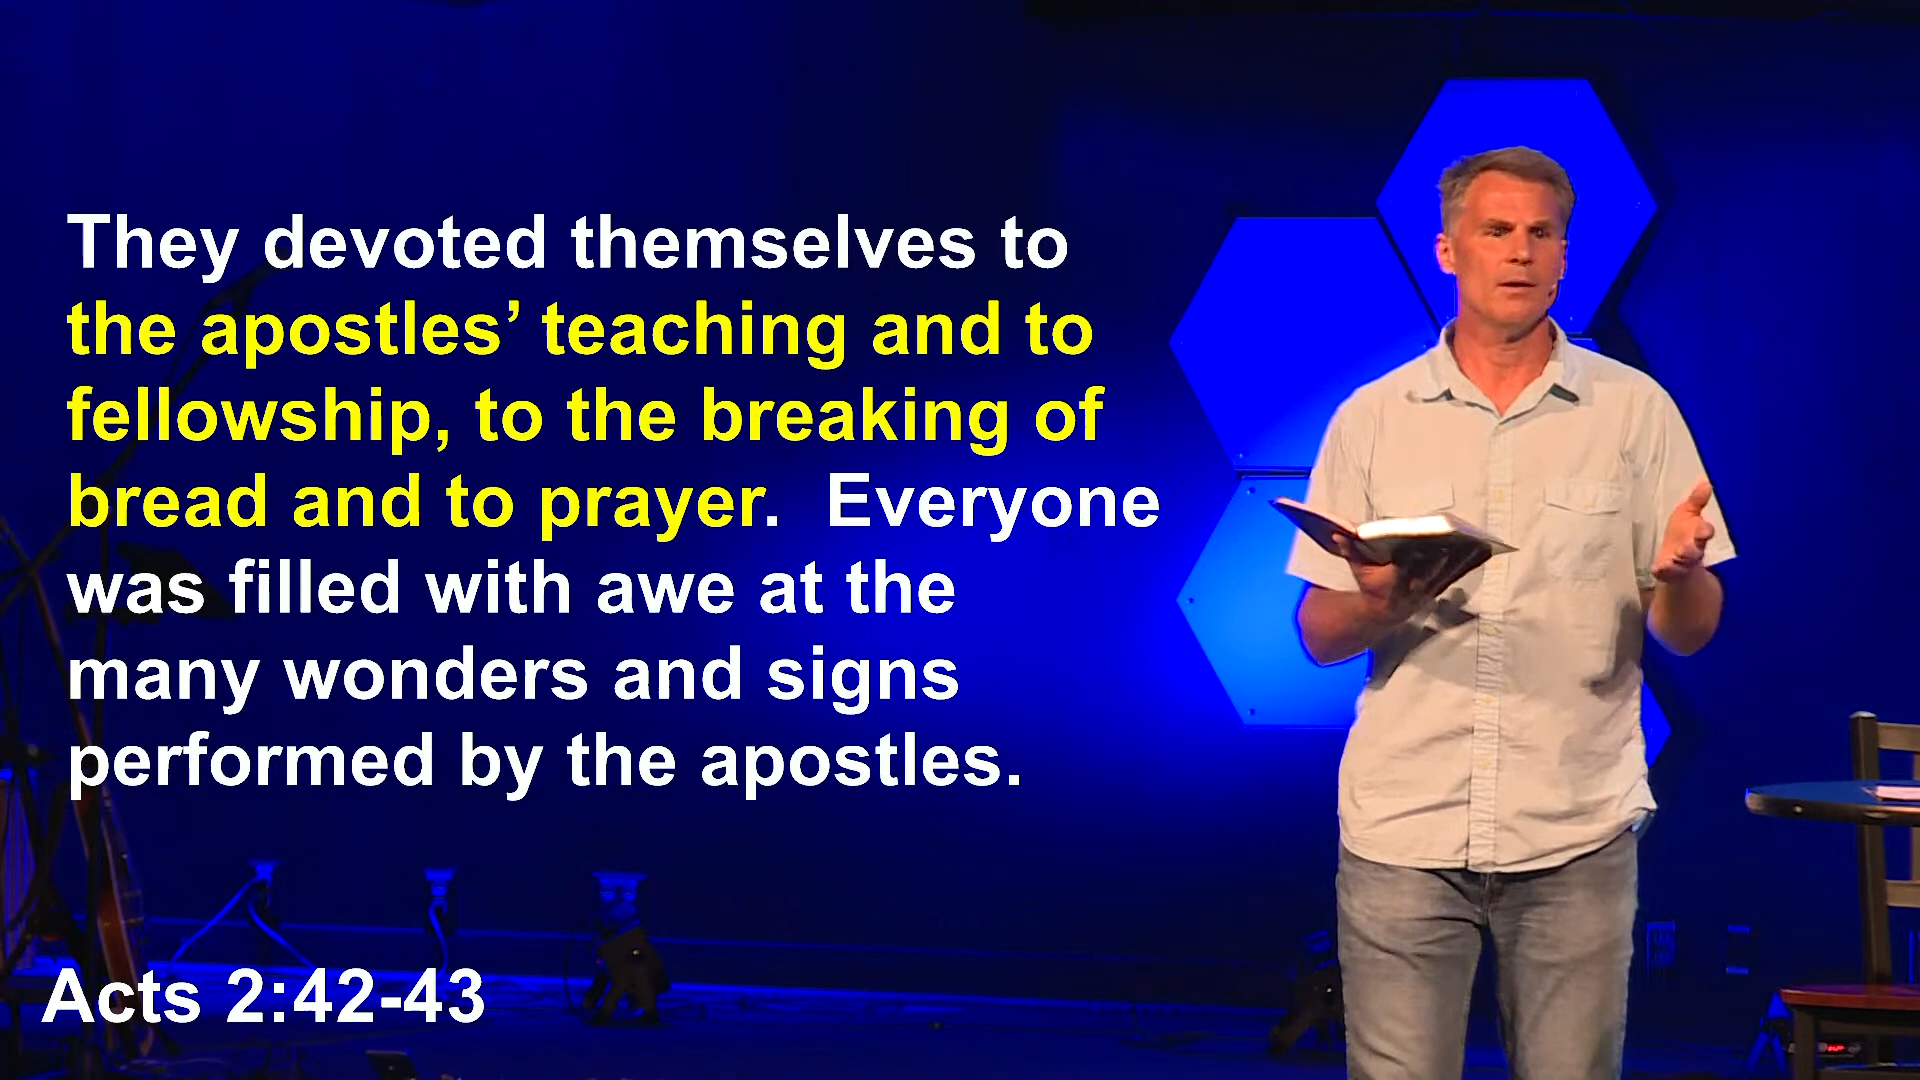 They devoted themselves to
the apostles’ teaching and to
fellowship, to the breaking of
bread and to prayer.  Everyone
was filled with awe at the
many wonders and signs
performed by the apostles.
Acts 2:42-43